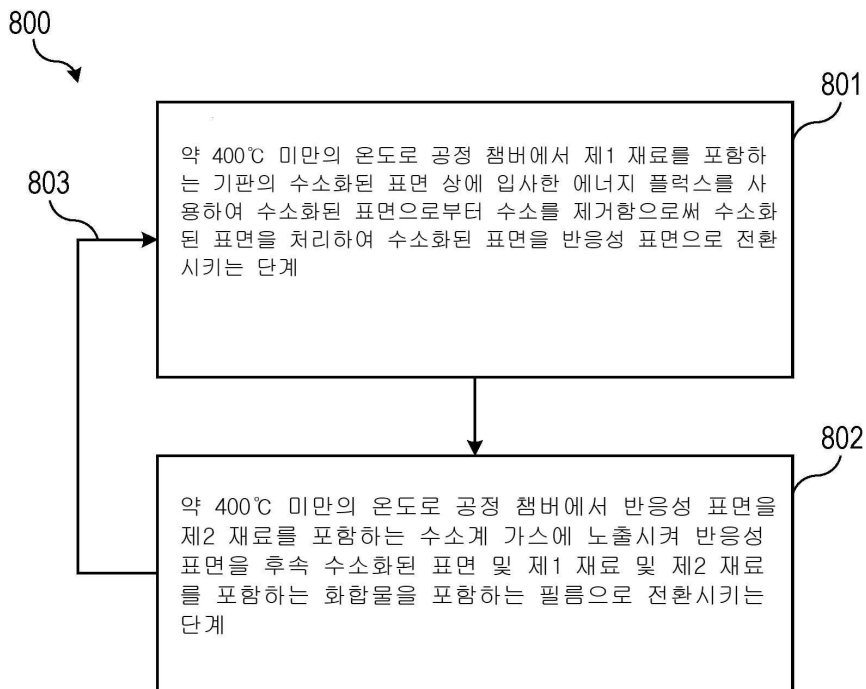 800
801
약 400℃ 미만의 온도로 공정 챔버에서 제1 재료를 포함하
는 기판의 수소화된 표면 상에 입사한 에너지 플럭스를 사
용하여 수소화된 표면으로부터 수소를 제거함으로써 수소화
된 표면을 처리하여 수소화된 표면을 반응성 표면으로 전환
시키는 단계
803
802
약 400℃ 미만의 온도로 공정 챔버에서 반응성 표면을
제2 재료를 포함하는 수소계 가스에 노출시켜 반응성
표면을 후속 수소화된 표면 및 제1 재료 및 제2 재료
를 포함하는 화합물을 포함하는 필름으로 전환시키는
단계